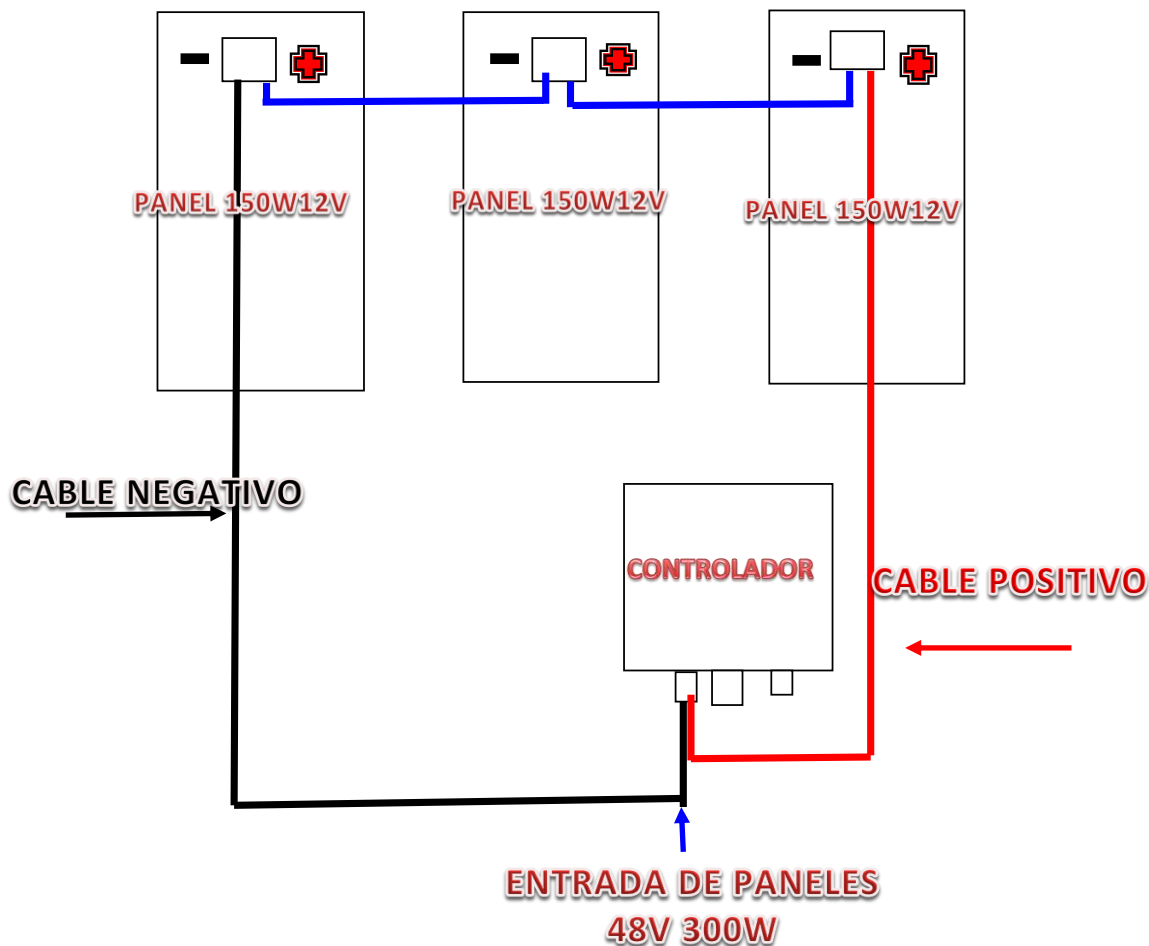 PANEL 150W12V
PANEL 150W12V
PANEL 150W12V
CABLE NEGATIVO
CONTROLADOR
CABLE POSITIVO
ENTRADA DE PANELES
48V 300W